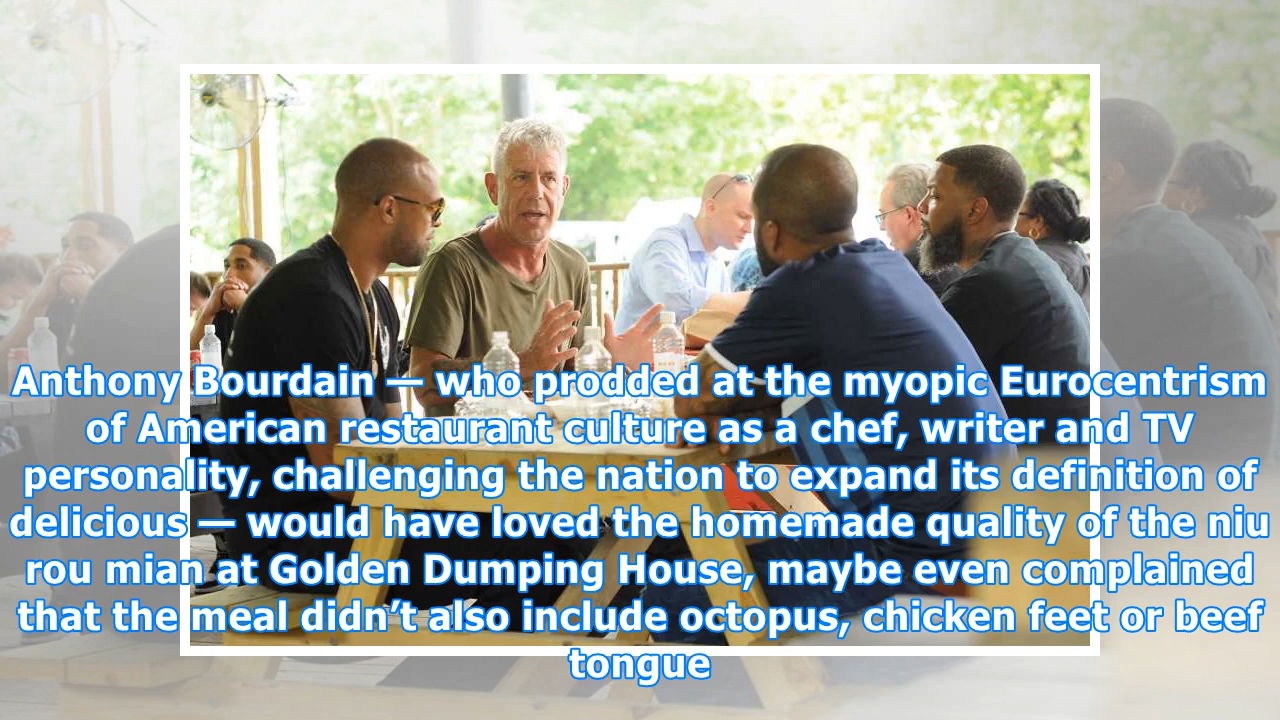 Anthony Bourdain — who prodded at the myopic Eurocentrism
of American restaurant culture as a chef, writer and TV
personality, challenging the nation to expand its definition of
delicious — would have loved the homemade quality of the niu
rou mian at Golden Dumping House, maybe even complained
that the meal didn’t also include octopus, chicken feet or beef
tongue